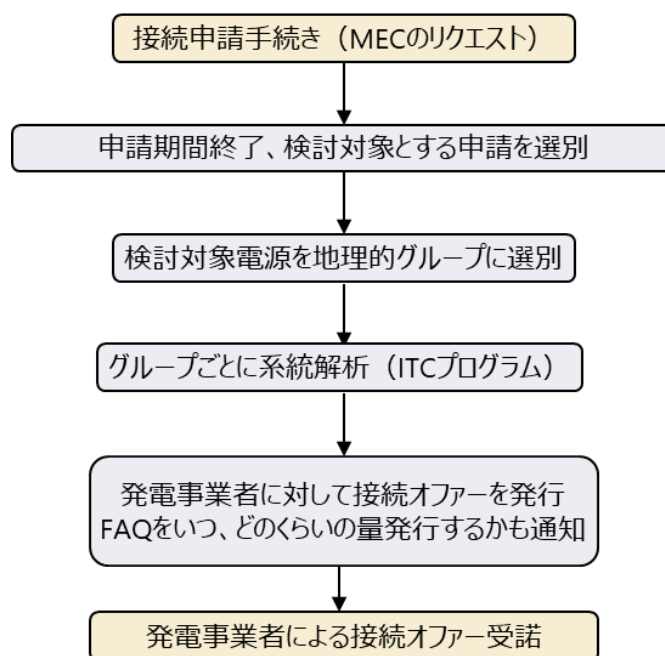 接続申請手続き（MECのリクエスト）
申請期間終了、検討対象とする申請を選別
検討対象電源を地理的グループに選別
グループごとに系統解析（ITCプログラム）
発電事業者に対して接続オファーを発行
FAQをいつ、どのくらいの量発行するかも通知
発電事業者による接続オファー受諾